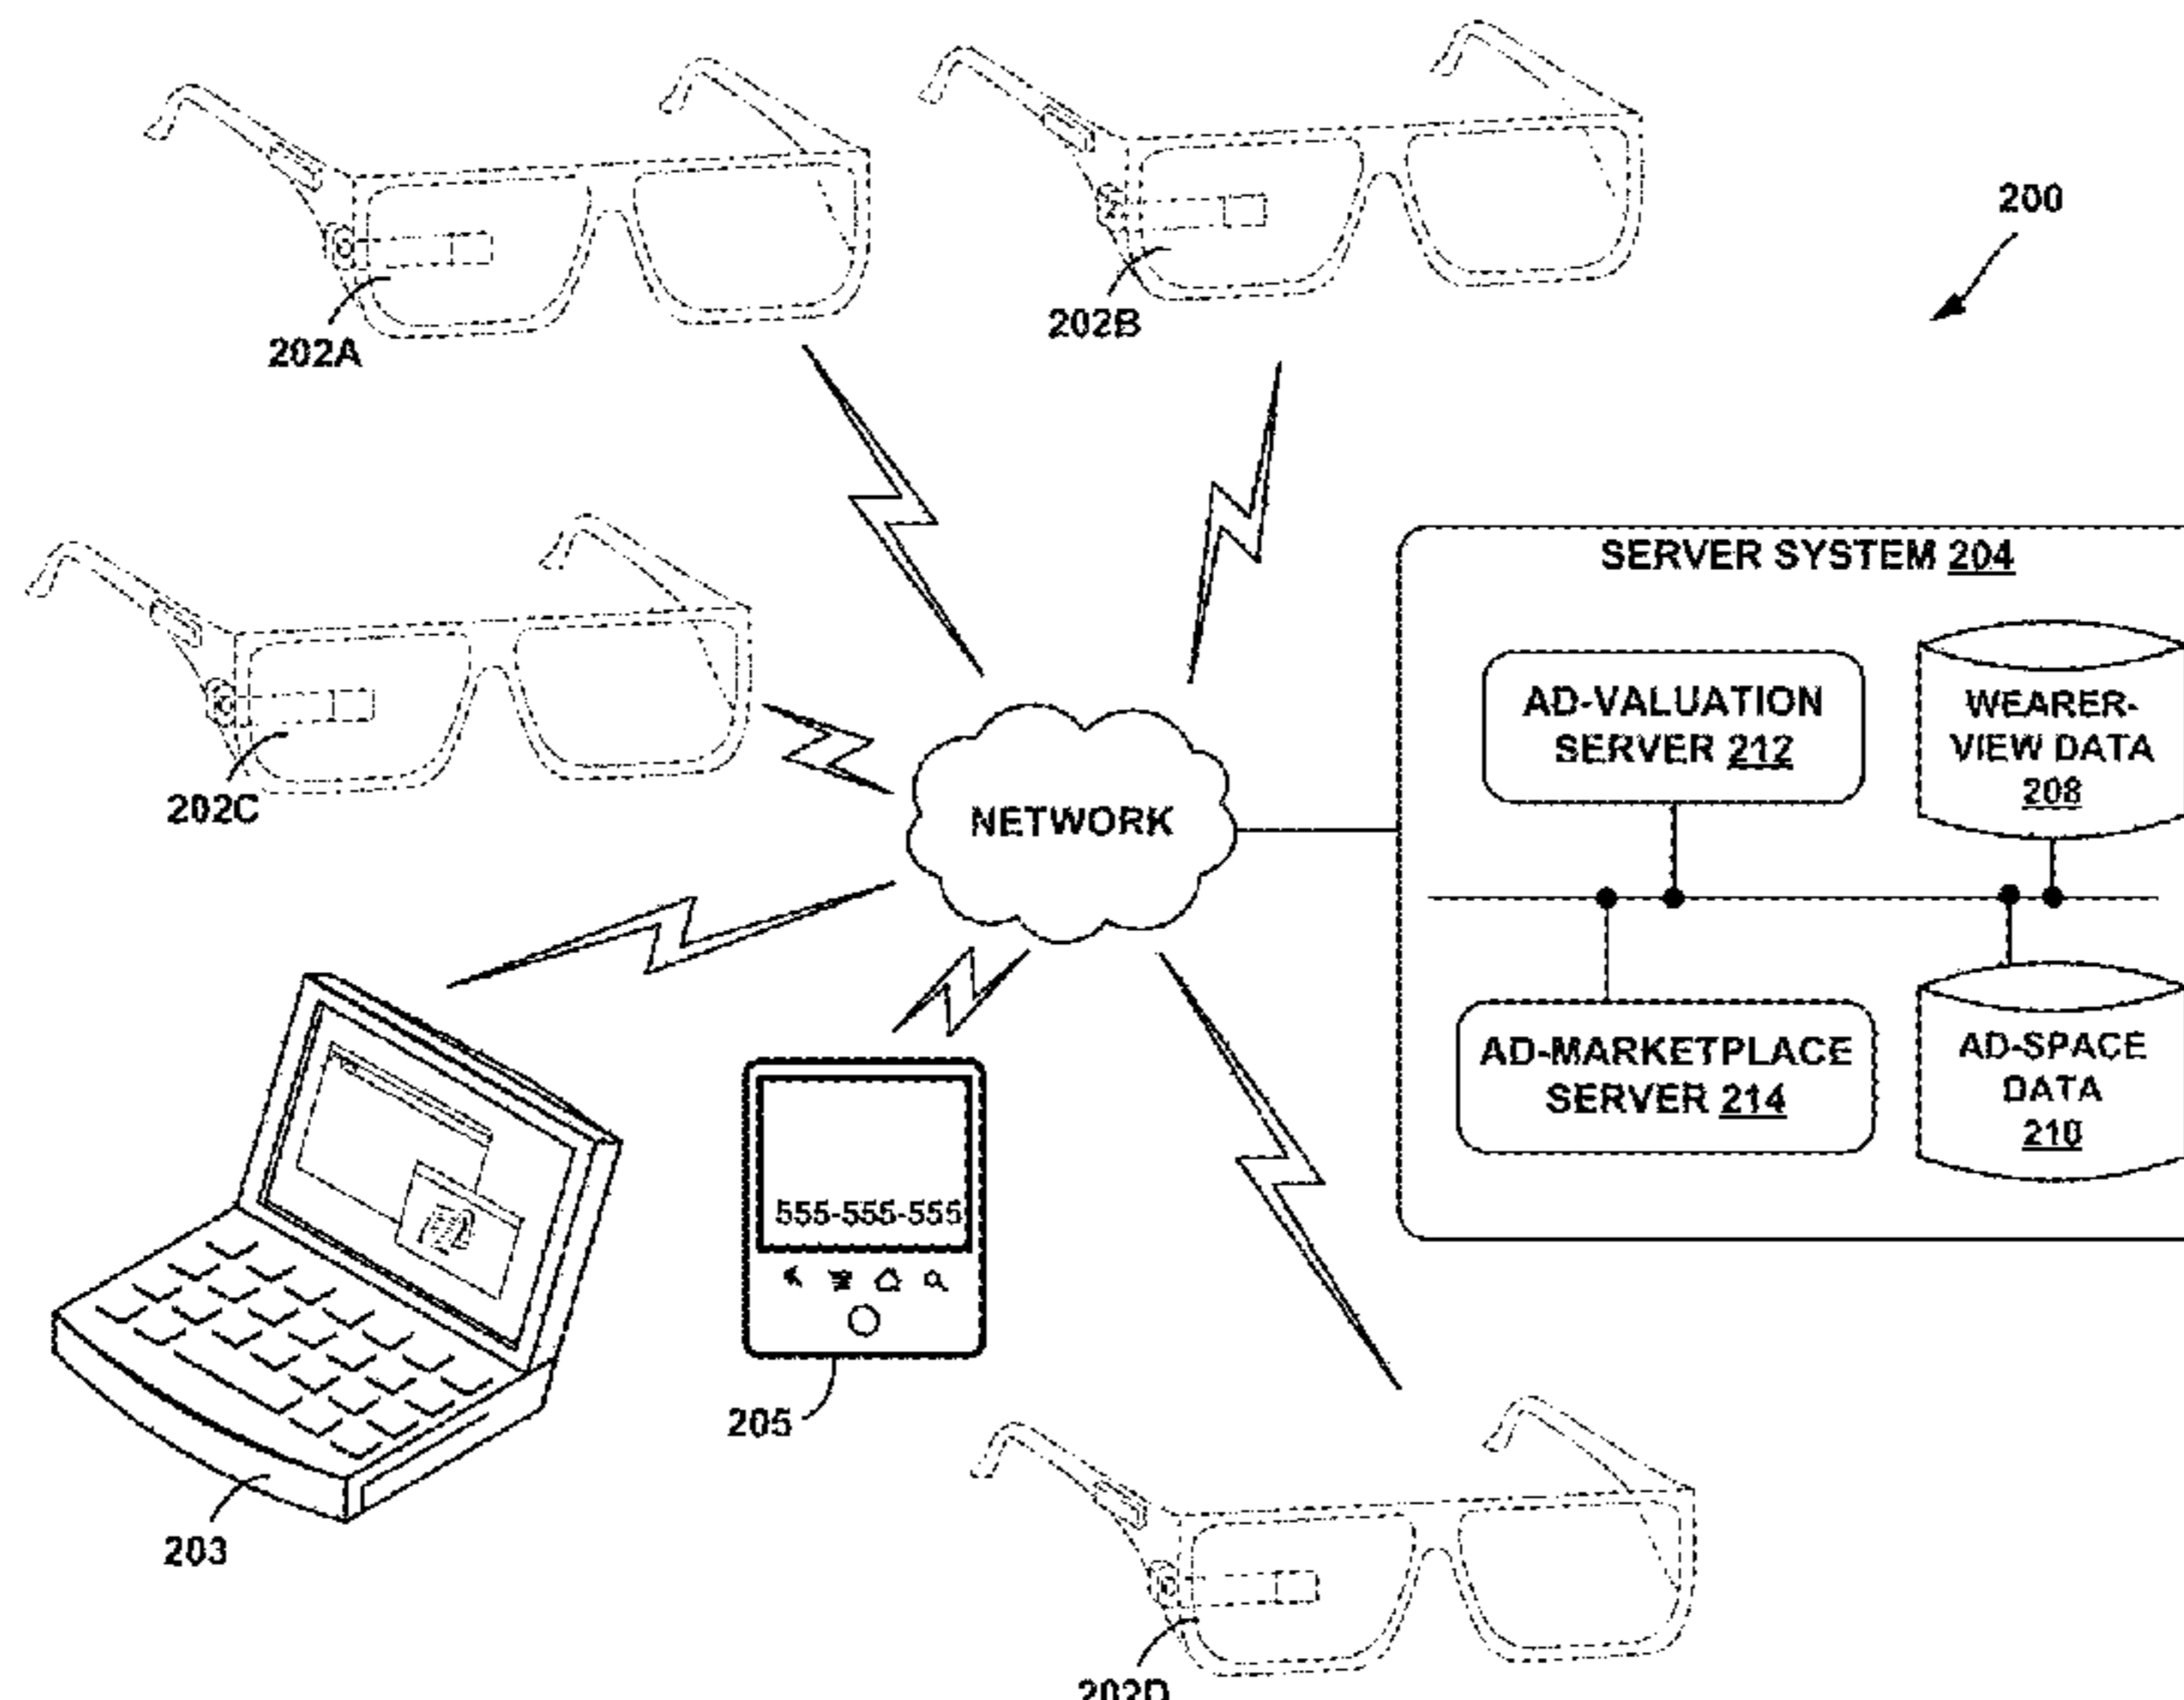 200
202A
202B
SERVER SYSTEM 204
AD-VALUATION
SERVER 212
WEARER-
VIEW DATA
208
202C
NETWORK
AD-MARKETPLACE
SERVER 214
AD-SPACE
DATA
210
555-555-555
205
203
202D